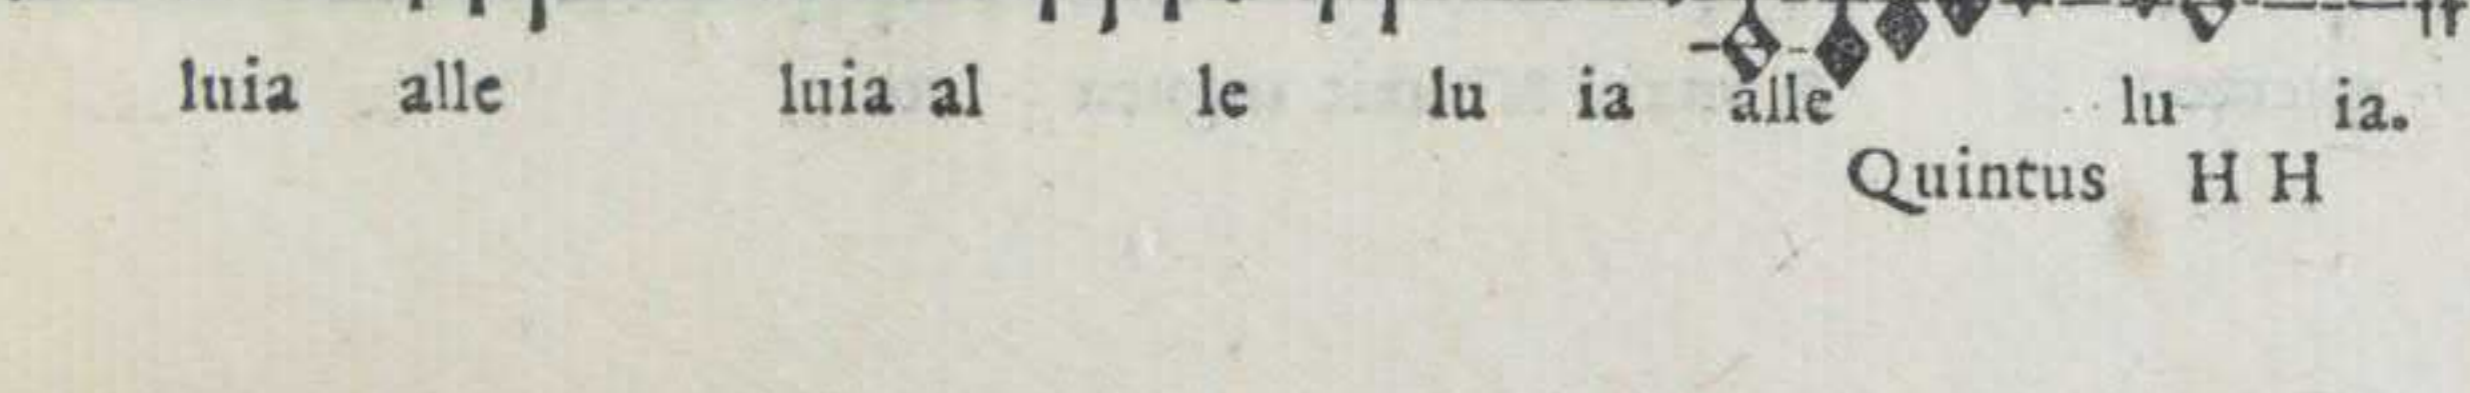 luia alle luia al le lu ia alle lu ia.
Quintus H H